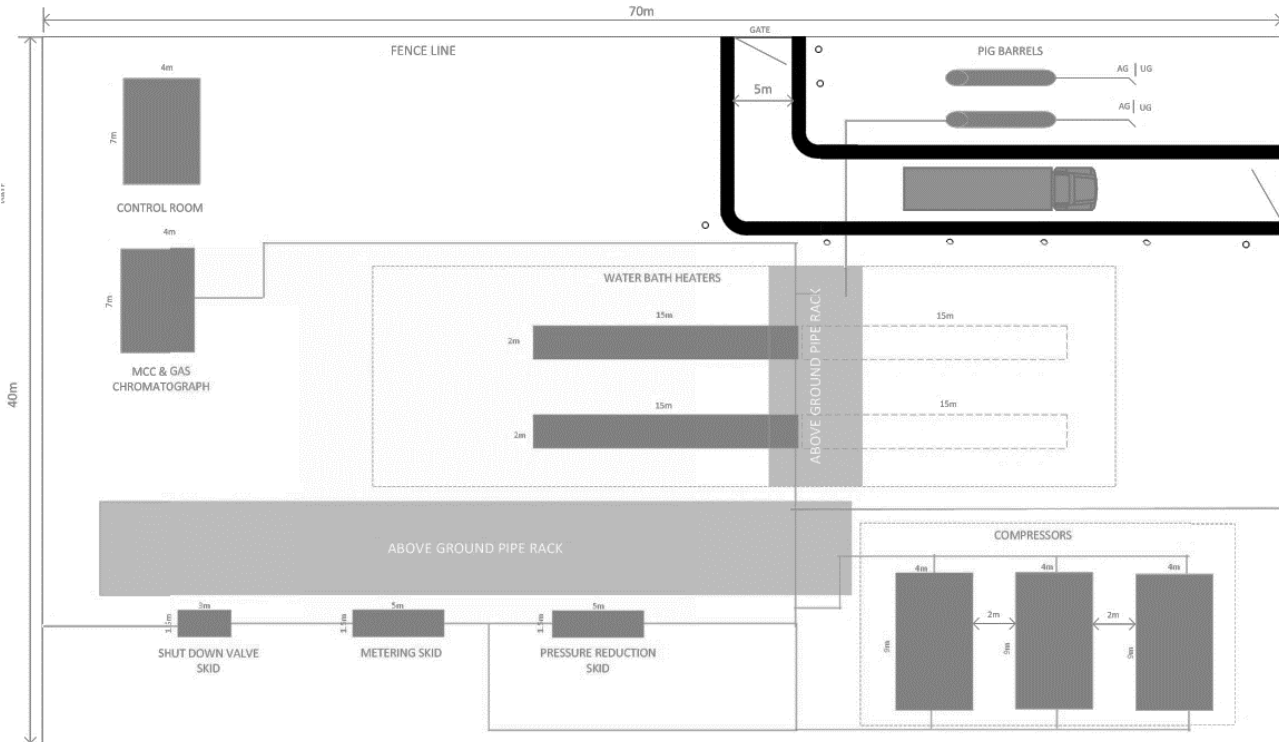 70m
GATE
FENCE LINE
PIG BARRELS
4m
AG | UG
5m
AG | UG
7m
CONTROL ROOM
4m
WATER BATH HEATERS
7m
15m
15m
2m
MCC & GAS
CHROMATOGRAPH
ABOVE GROUND PIPE RACK
40m
15m
15m
2m
COMPRESSORS
ABOVE GROUND PIPE RACK
4m
4m
4m
3m
5m
5m
2m
2m
1.5m
1.5m
9m
9m
9m
SHUT DOWN VALVE
SKID
METERING SKID
PRESSURE REDUCTION
SKID